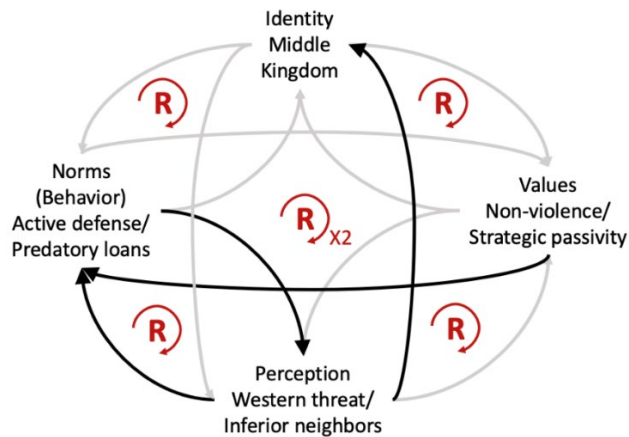 Identity
Middle
Kingdom
R
R
Norms
(Behavior)
Active defense/
Predatory loans
Values
Non-violence/
Strategic passivity
R
X2
R
R
Perception
Western threat/
Inferior neighbors